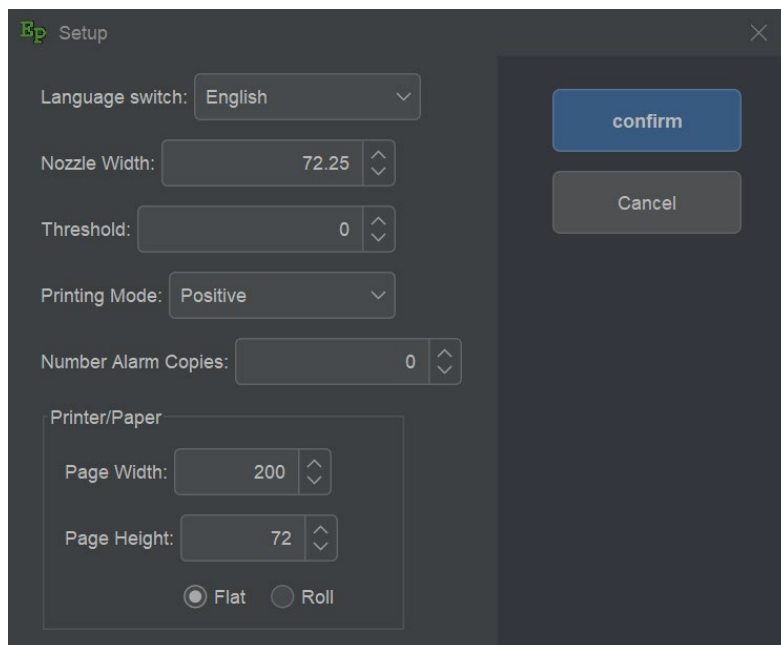 Ep Setup
Language switch: English
confirm
Nozzle Width: 72.25
Cancel
Threshold: 0
Printing Mode: Positive
Number Alarm Copies: 0
Printer/Paper
Page Width: 200
Page Height: 72
Flat Roll